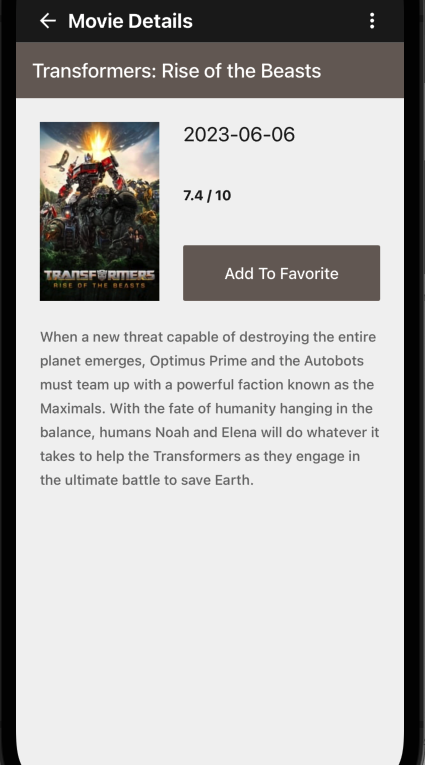 Movie Details
Transformers: Rise of the Beasts
2023-06-06
7.4 / 10
TRANSFORMERS
RISE OF THE BEASTS
Add To Favorite
When a new threat capable of destroying the entire
planet emerges, Optimus Prime and the Autobots
must team up with a powerful faction known as the
Maximals. With the fate of humanity hanging in the
balance, humans Noah and Elena will do whatever it
takes to help the Transformers as they engage in
the ultimate battle to save Earth.